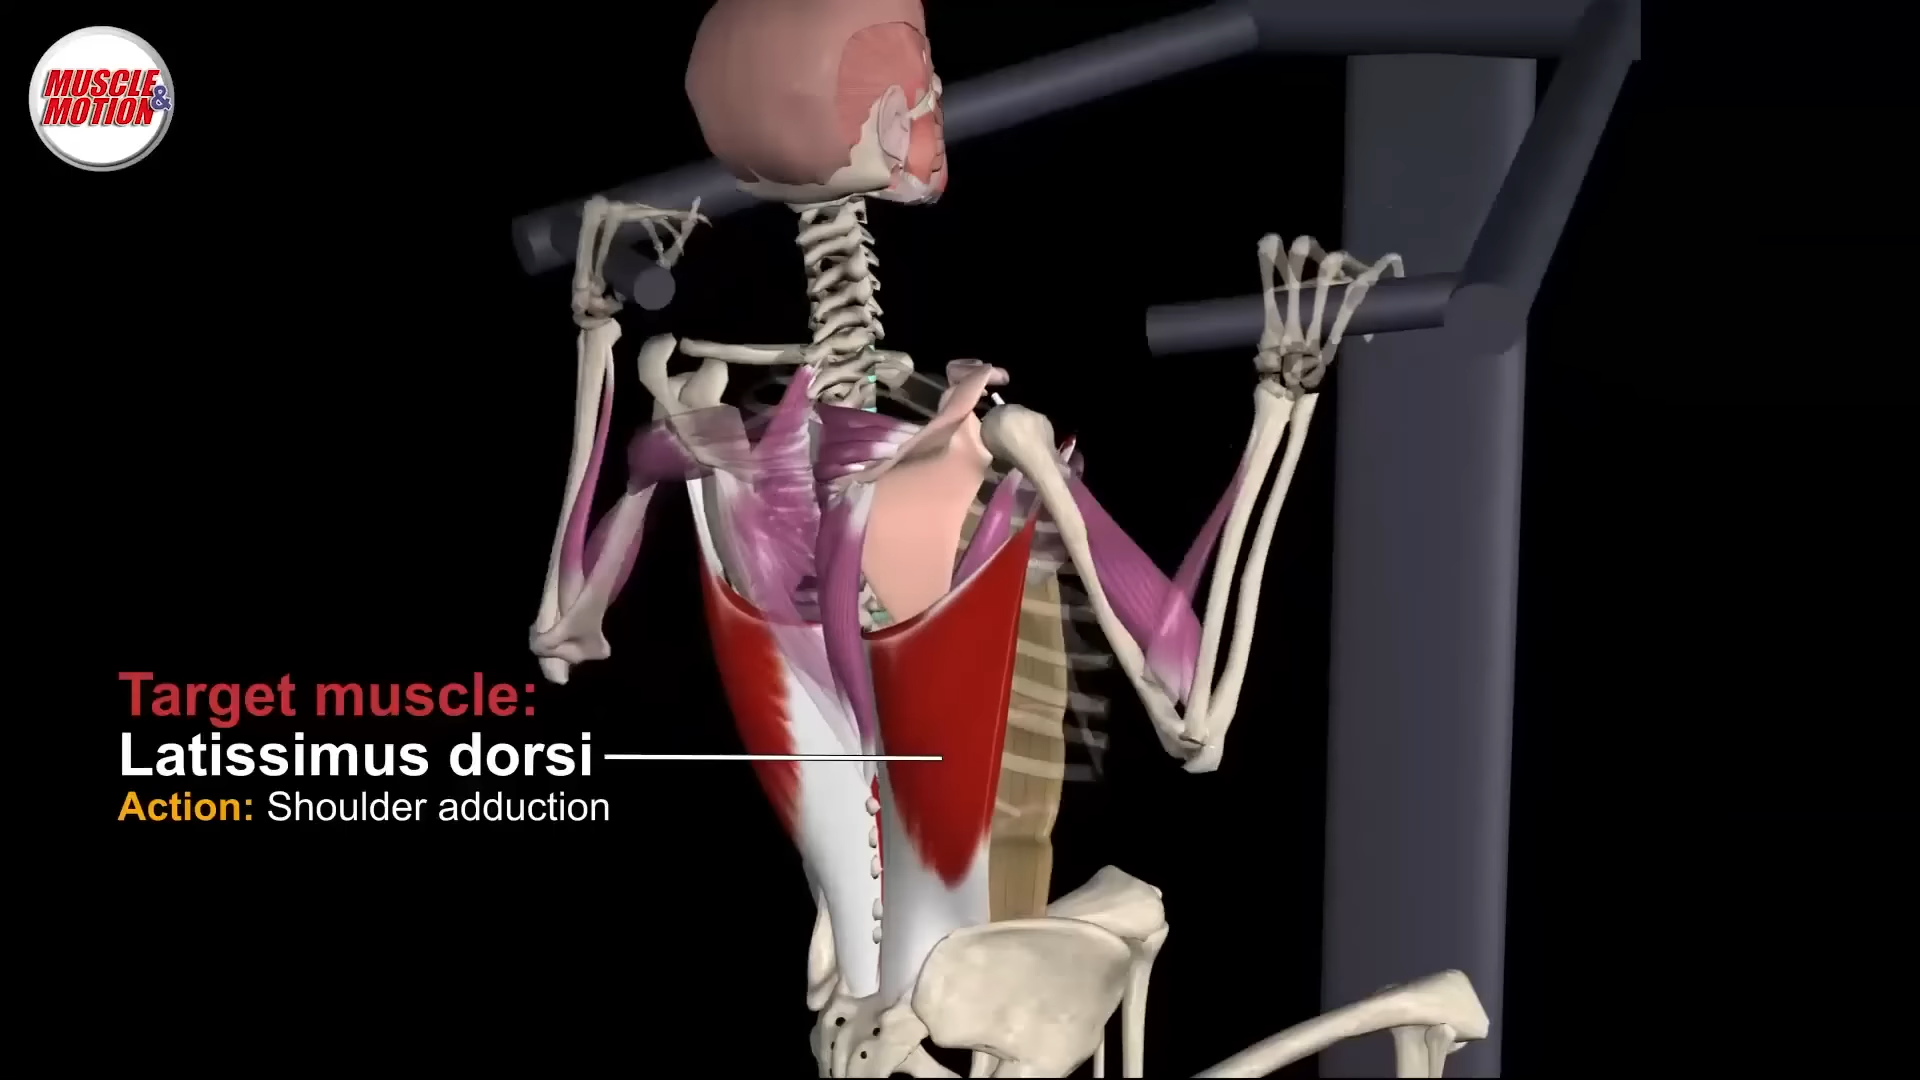 MUSCLE &
MOTION
Target muscle:
Latissimus dorsi
Action: Shoulder adduction